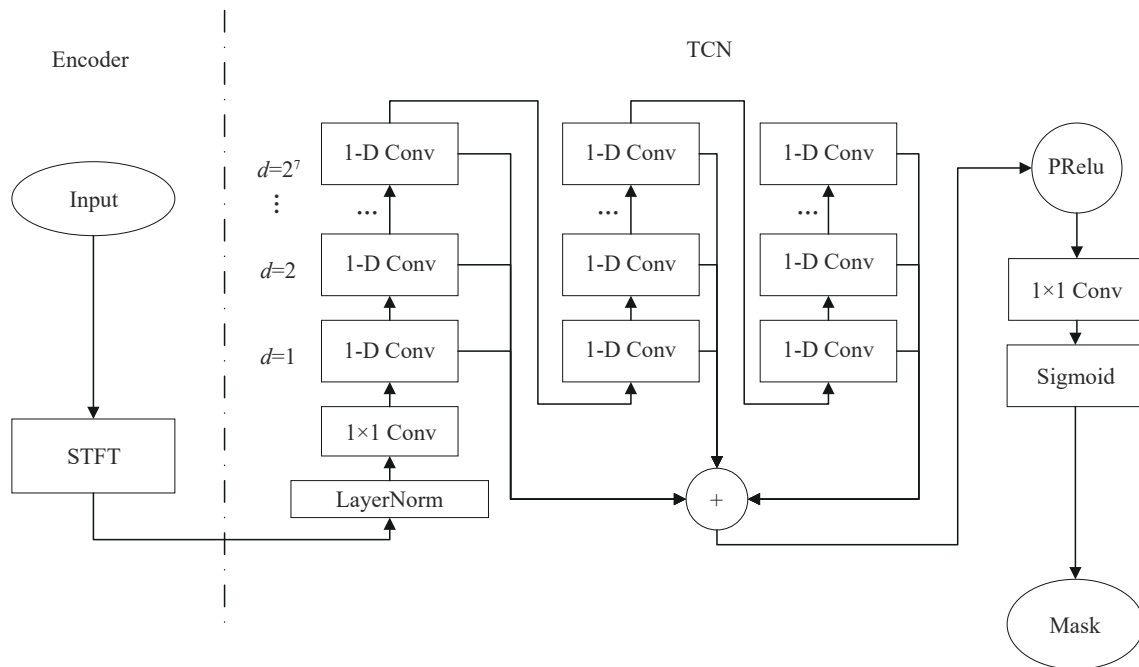 Encoder
TCN
Input
STFT
d=2⁷
⋮
d=2
d=1
1-D Conv
...
1-D Conv
1-D Conv
1×1 Conv
LayerNorm
1-D Conv
...
1-D Conv
1-D Conv
1-D Conv
...
1-D Conv
1-D Conv
+
PRelu
1×1 Conv
Sigmoid
Mask